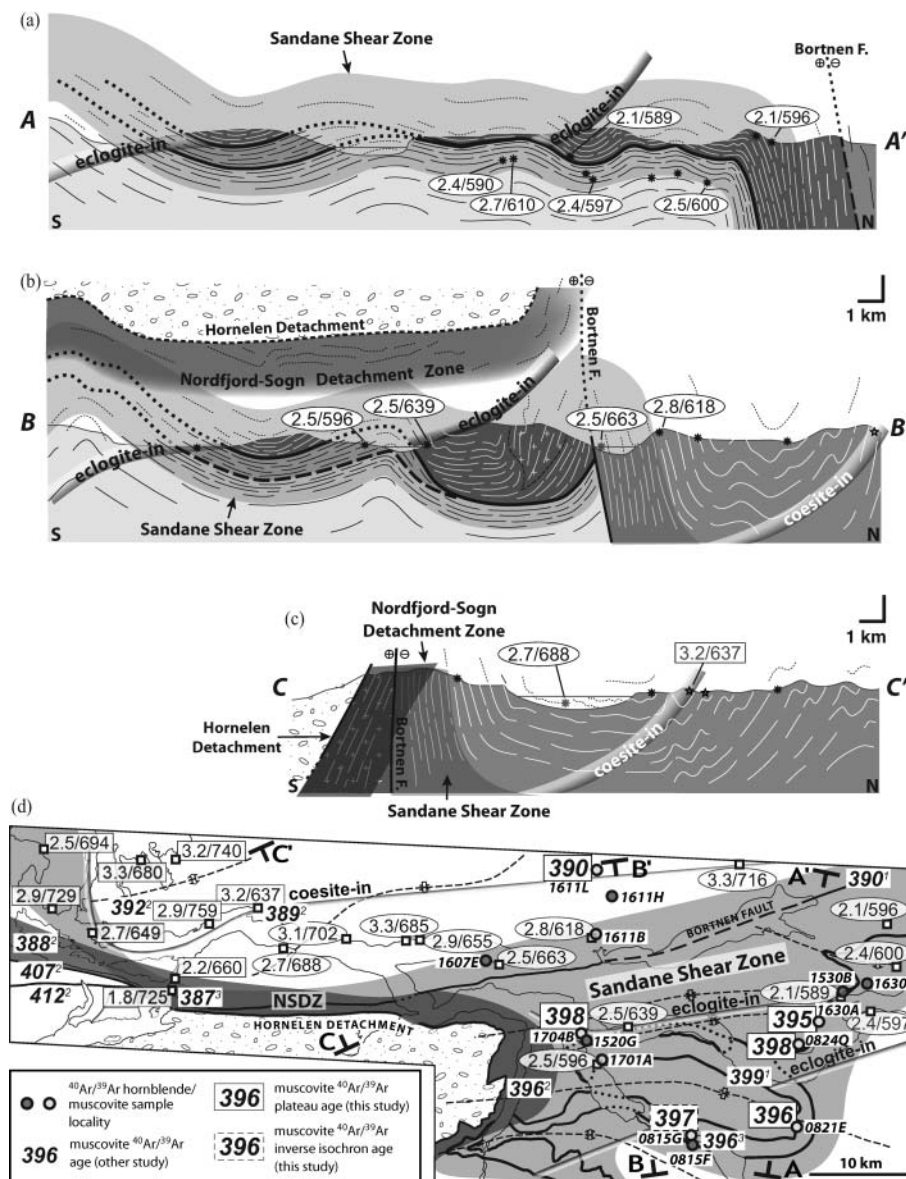 (a)
Sandane Shear Zone
Bortnen F.
⊕⊖
A
eclogite-in
eclogite-in
2.1/589
2.1/596
A'
2.4/590
2.7/610
2.4/597
2.5/600
S
N
(b)
⊕⊖
1 km
Hornelen Detachment
Bortnen F.
Nordfjord-Sogn Detachment Zone
eclogite-in
B
2.5/596
2.5/639
2.5/663
2.8/618
B
eclogite-in
coesite-in
Sandane Shear Zone
S
N
(c)
Nordfjord-Sogn
Detachment Zone
1 km
⊕⊖
2.7/688
3.2/637
C
C'
Hornelen
Detachment
Bortnen F.
coesite-in
S
N
Sandane Shear Zone
(d)
2.5/694
3.2/740
C'
3.3/680
390
B'
1611L
1611H
3.3/716
A'
390¹
2.9/729
392²
3.2/637
coesite-in
2.9/759
389²
2.7/649
3.1/702
3.3/685
2.8/618
1611B
BORTNEN FAULT
2.1/596
388²
2.9/655
2.7/688
1607E
2.5/663
2.4/600
407²
2.2/660
Sandane Shear Zone
1530B
1630
412²
1.8/725
387³
NSDZ
eclogite-in
2.1/589
1630A
HORNELEN DETACHMENT
398
2.5/639
395
2.4/597
C
1704B
1520G
398
0824Q
2.5/596
1701A
eclogite-in
396²
399¹
397
396
0815G
396³
0821E
0815F
B
A
10 km
⁴⁰Ar/³⁹Ar hornblende/
muscovite sample
locality
396
muscovite ⁴⁰Ar/³⁹Ar
plateau age (this study)
396
muscovite ⁴⁰Ar/³⁹Ar
age (other study)
396
muscovite ⁴⁰Ar/³⁹Ar
inverse isochron age
(this study)